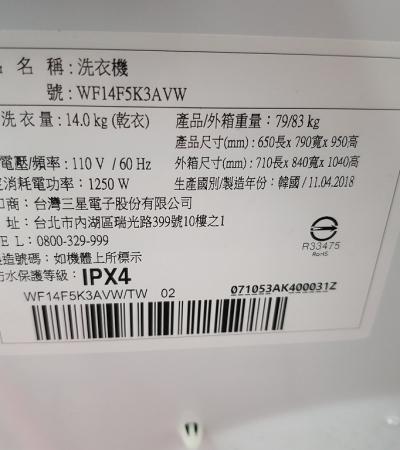 名 稱 : 洗衣機
號 : WF14F5K3AVW
洗衣量 : 14.0 kg (乾衣)
產品/外箱重量 : 79/83 kg
產品尺寸(mm) : 650長x 790寬x 950高
電壓/頻率 : 110 V / 60 Hz
外箱尺寸(mm) : 710長x 840寬x 1040高
消耗電功率 : 1250 W
生產國別/製造年份 : 韓國 / 11.04.2018
商 : 台灣三星電子股份有限公司
址 : 台北市內湖區瑞光路399號10樓之1
E L : 0800-329-999
造號碼 : 如機體上所標示
R33475
RoHS
水保護等級 : IPX4
WF14F5K3AVW/TW 02
071053AK400031Z